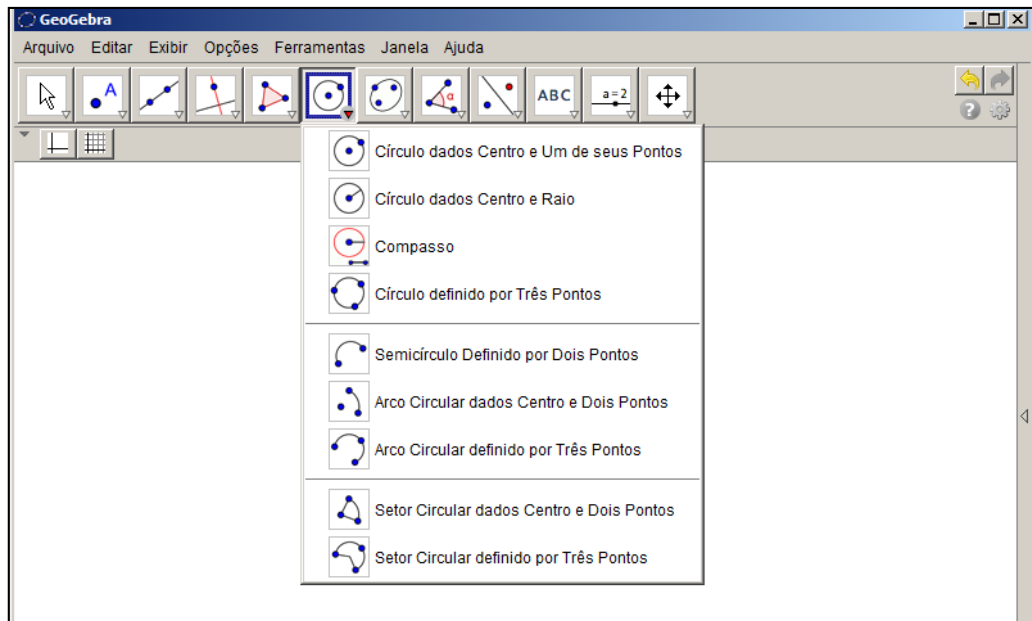 GeoGebra
Arquivo Editar Exibir Opções Ferramentas Janela Ajuda
A α ABC a=2
Círculo dados Centro e Um de seus Pontos
Círculo dados Centro e Raio
Compasso
Círculo definido por Três Pontos
Semicírculo Definido por Dois Pontos
Arco Circular dados Centro e Dois Pontos
Arco Circular definido por Três Pontos
Setor Circular dados Centro e Dois Pontos
Setor Circular definido por Três Pontos